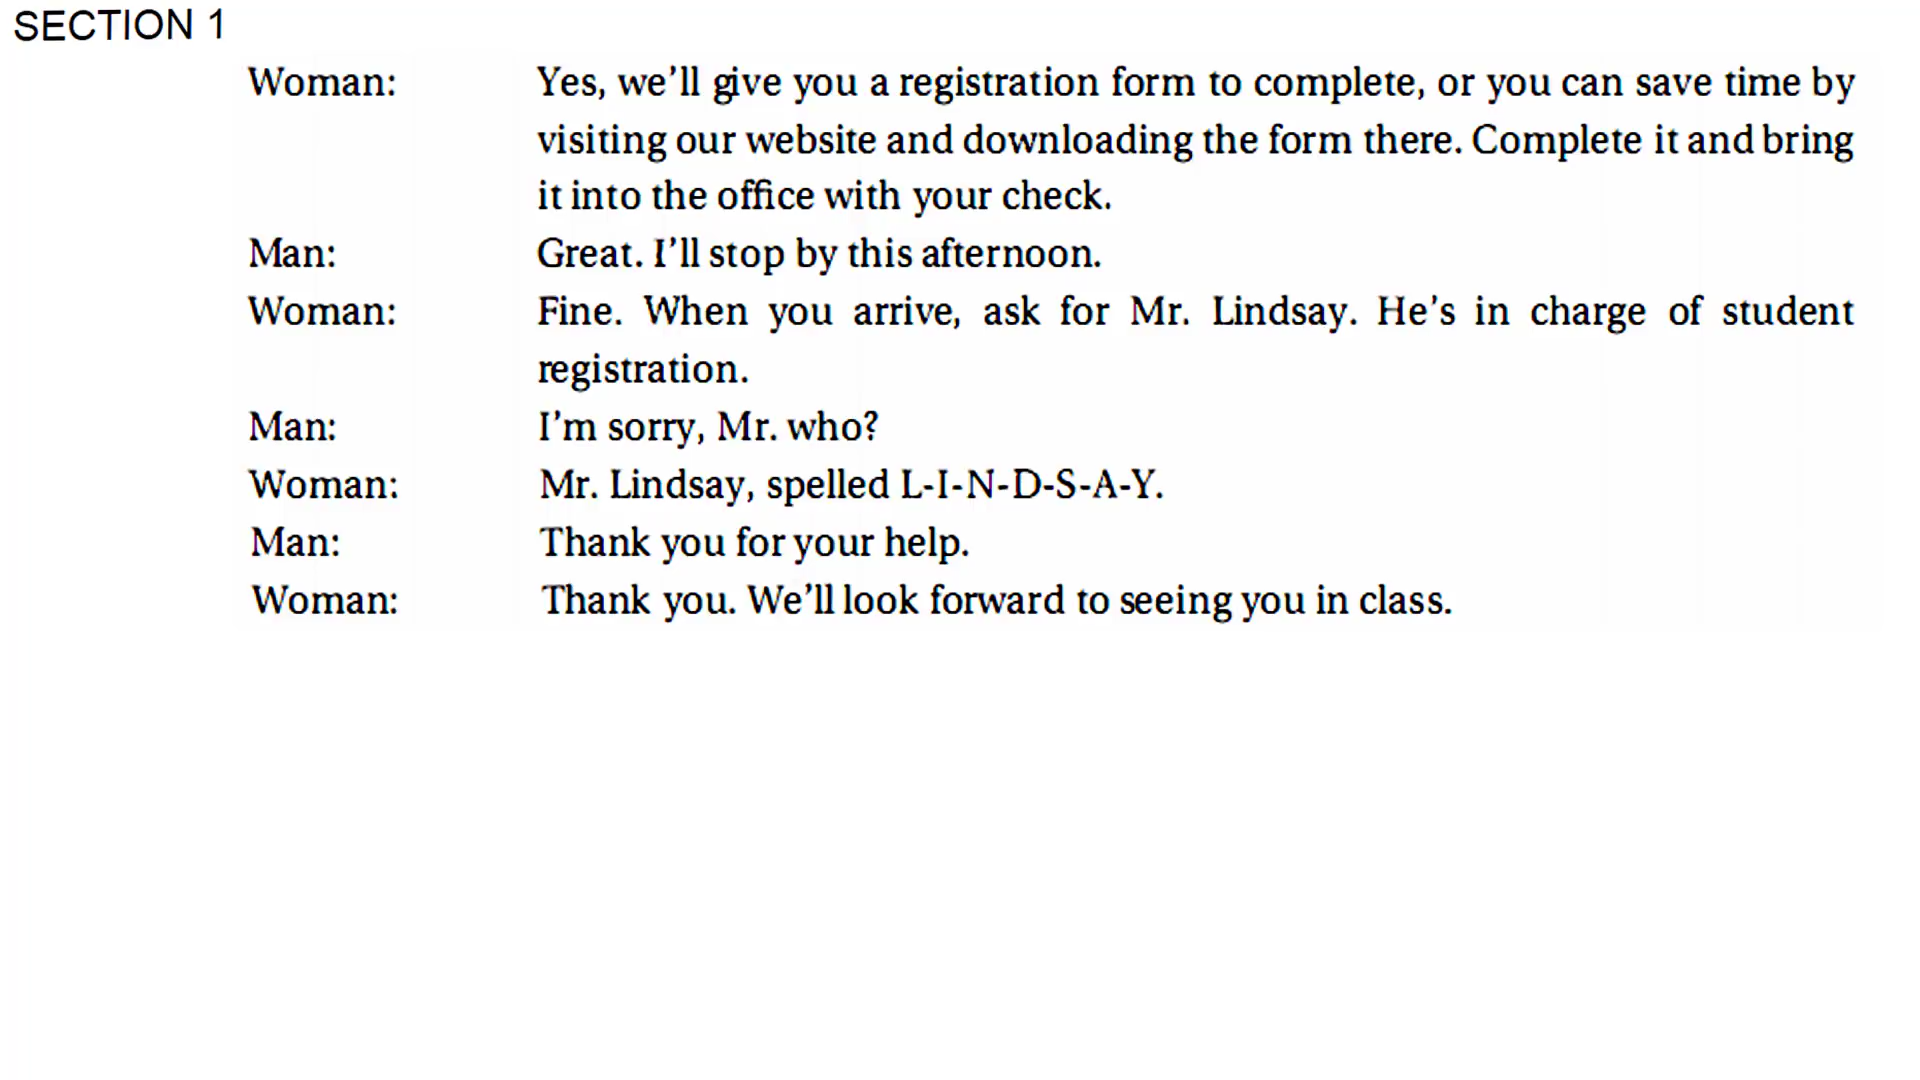 SECTION 1
Woman: Yes, we'll give you a registration form to complete, or you can save time by
visiting our website and downloading the form there. Complete it and bring
it into the office with your check.
Man: Great. I'll stop by this afternoon.
Woman: Fine. When you arrive, ask for Mr. Lindsay. He's in charge of student
registration.
Man: I'm sorry, Mr. who?
Woman: Mr. Lindsay, spelled L-I-N-D-S-A-Y.
Man: Thank you for your help.
Woman: Thank you. We'll look forward to seeing you in class.